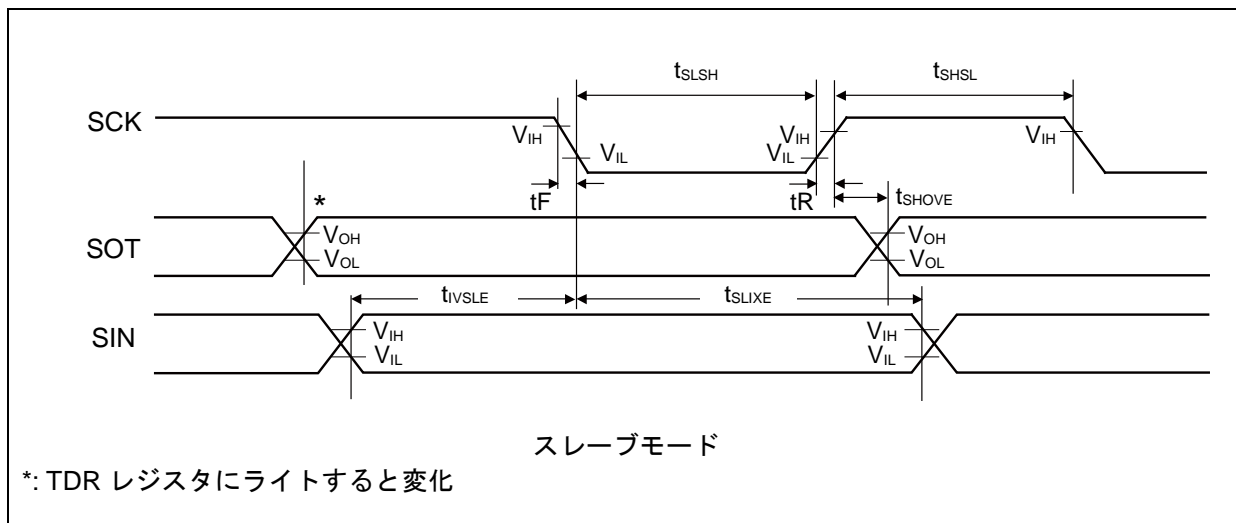 tSLSH tSHSL
SCK VIH VIL VIH VIL VIH
tF tR tSHOVE
*
SOT VOH VOL VOH VOL
tIVSLE tSLIXE
SIN VIH VIL VIH VIL
スレーブモード
*: TDR レジスタにライトすると変化